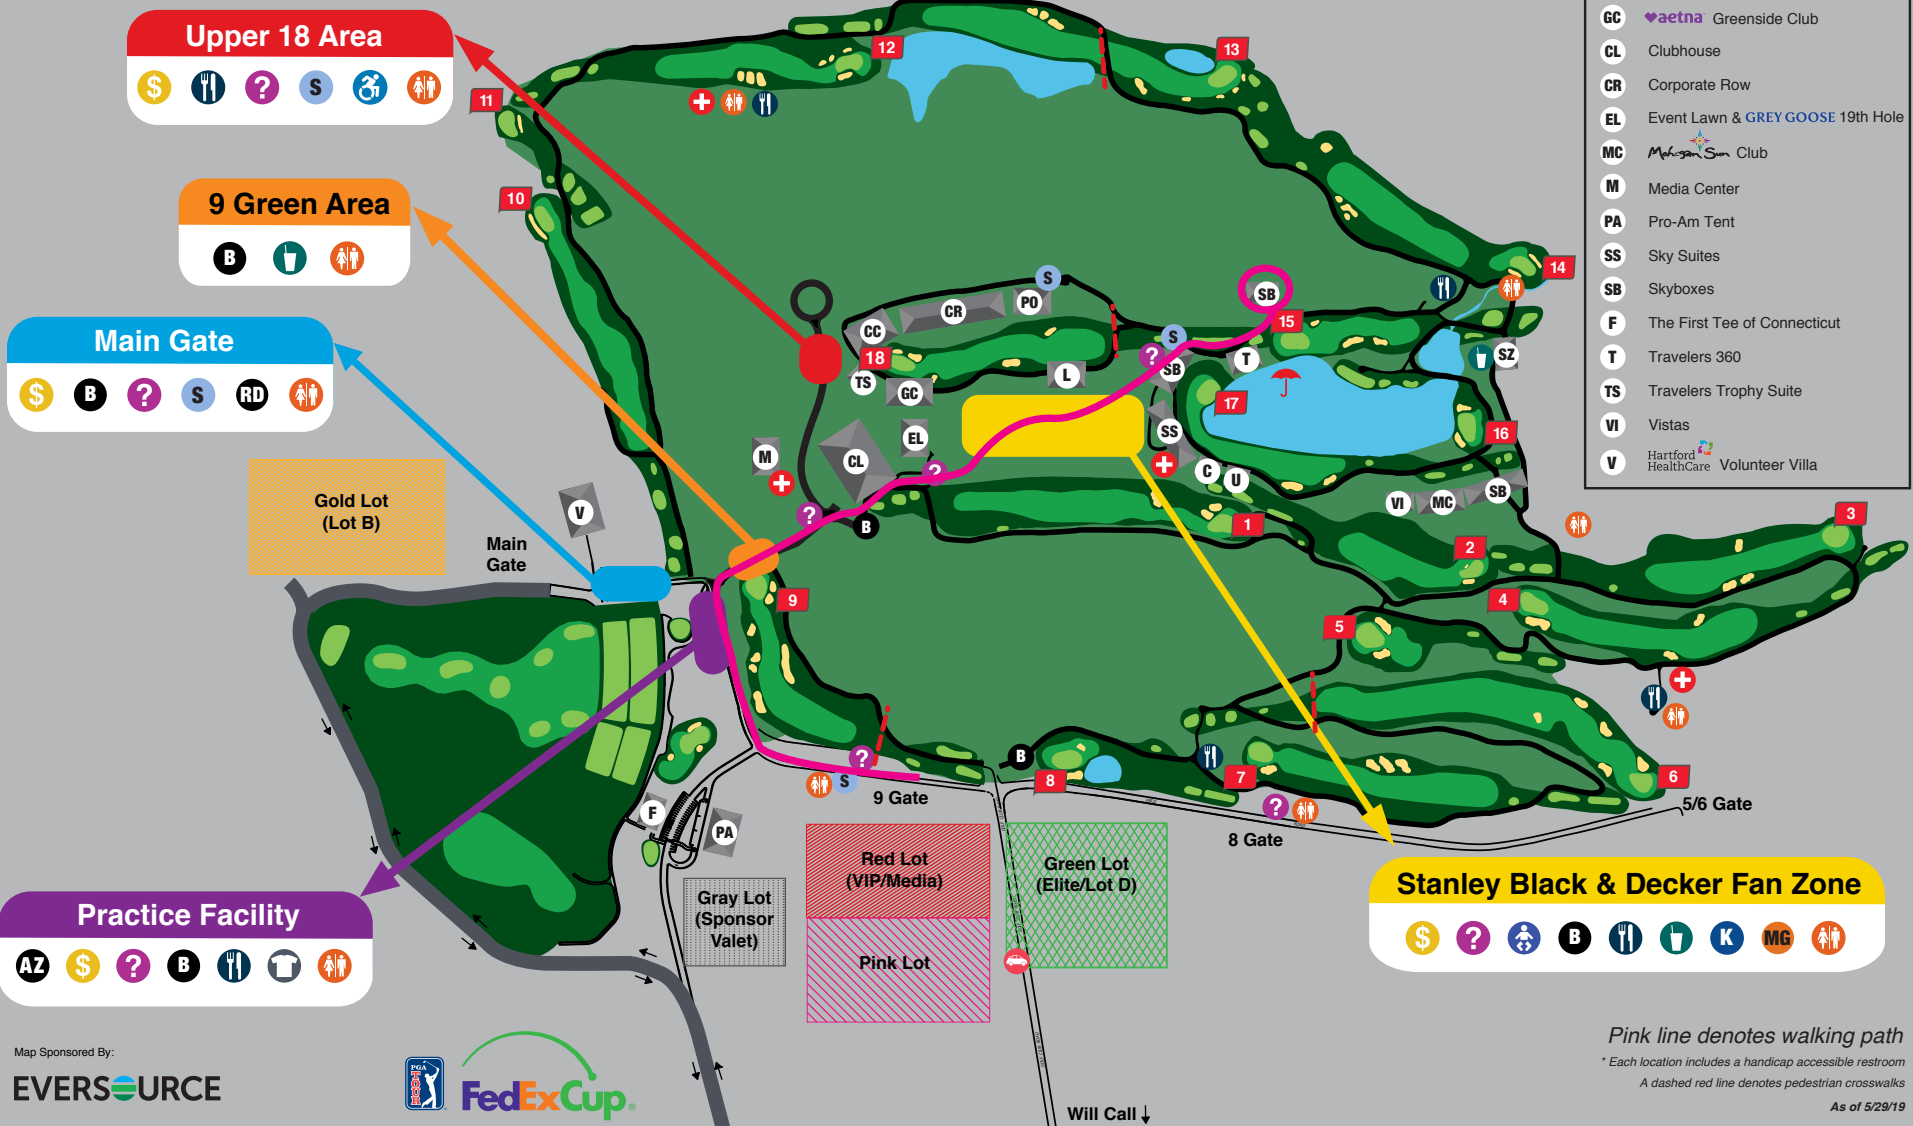 Upper 18 Area
$
?
S
9 Green Area
B
Main Gate
$
B
?
S
RD
Gold Lot
(Lot B)
Main
Gate
V
12
13
11
10
14
S
CR
PO
CC
18
TS
GC
L
SB
15
S
?
SB
T
SZ
17
16
M
CL
EL
?
SS
C
U
VI
MC
SB
?
B
1
2
3
4
5
9
?
S
9 Gate
B
8
7
6
?
5/6 Gate
8 Gate
F
PA
Practice Facility
AZ
$
?
B
Gray Lot
(Sponsor
Valet)
Red Lot
(VIP/Media)
Pink Lot
Green Lot
(Elite/Lot D)
Stanley Black & Decker Fan Zone
$
?
B
K
MG
GC aetna Greenside Club
CL Clubhouse
CR Corporate Row
EL Event Lawn & GREY GOOSE 19th Hole
MC Mohegan Sun Club
M Media Center
PA Pro-Am Tent
SS Sky Suites
SB Skyboxes
F The First Tee of Connecticut
T Travelers 360
TS Travelers Trophy Suite
VI Vistas
V Hartford HealthCare Volunteer Villa
Map Sponsored By:
EVERSOURCE
PGA TOUR
FedExCup
Will Call
Pink line denotes walking path
* Each location includes a handicap accessible restroom
A dashed red line denotes pedestrian crosswalks
As of 5/29/19